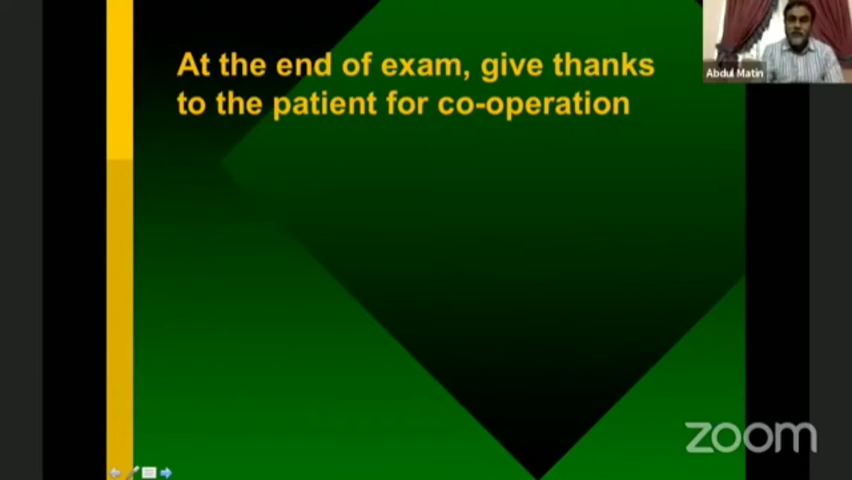 At the end of exam, give thanks
to the patient for co-operation
Abdul Matin
zoom